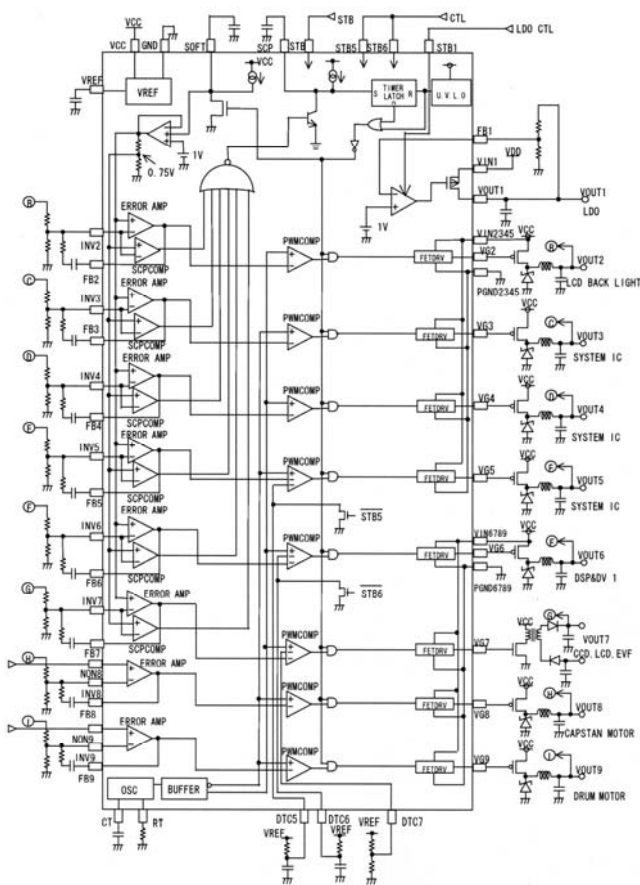 STB
CTL
LDO CTL
VCC
VCC GND SOFT SCP STB STB5 STB6 STB1
VCC
VREF
VREF
S TIMER LATCH R
U.V.L.O
FB1
1V
0.75V
VIN1
VDD
VOUT1
VOUT1
LDO
1V
B
ERROR AMP
INV2
FB2
SCPCOMP
PWMCOMP
FETDRV
VIN2345
VCC
VG2
B
VOUT2
PGND2345
LCD BACK LIGHT
C
ERROR AMP
INV3
FB3
SCPCOMP
PWMCOMP
FETDRV
VG3
VCC
C
VOUT3
SYSTEM IC
D
ERROR AMP
INV4
FB4
SCPCOMP
PWMCOMP
FETDRV
VG4
VCC
D
VOUT4
SYSTEM IC
E
ERROR AMP
INV5
FB5
SCPCOMP
PWMCOMP
FETDRV
VG5
VCC
E
VOUT5
SYSTEM IC
STB5
F
INV6
FB6
SCPCOMP
PWMCOMP
FETDRV
VIN6789
VCC
VG6
VOUT6
PGND6789
DSP&DV 1
STB6
G
ERROR AMP
INV7
FB7
SCPCOMP
PWMCOMP
FETDRV
VG7
VCC
G
VOUT7
CCD.LCD.EVF
H
NON8
ERROR AMP
INV8
FB8
PWMCOMP
FETDRV
VG8
VCC
H
VOUT8
CAPSTAN MOTOR
I
NON9
ERROR AMP
INV9
FB9
PWMCOMP
FETDRV
VG9
VCC
I
VOUT9
DRUM MOTOR
OSC
BUFFER
CT RT
DTC5 DTC6 DTC7
VREF VREF VREF